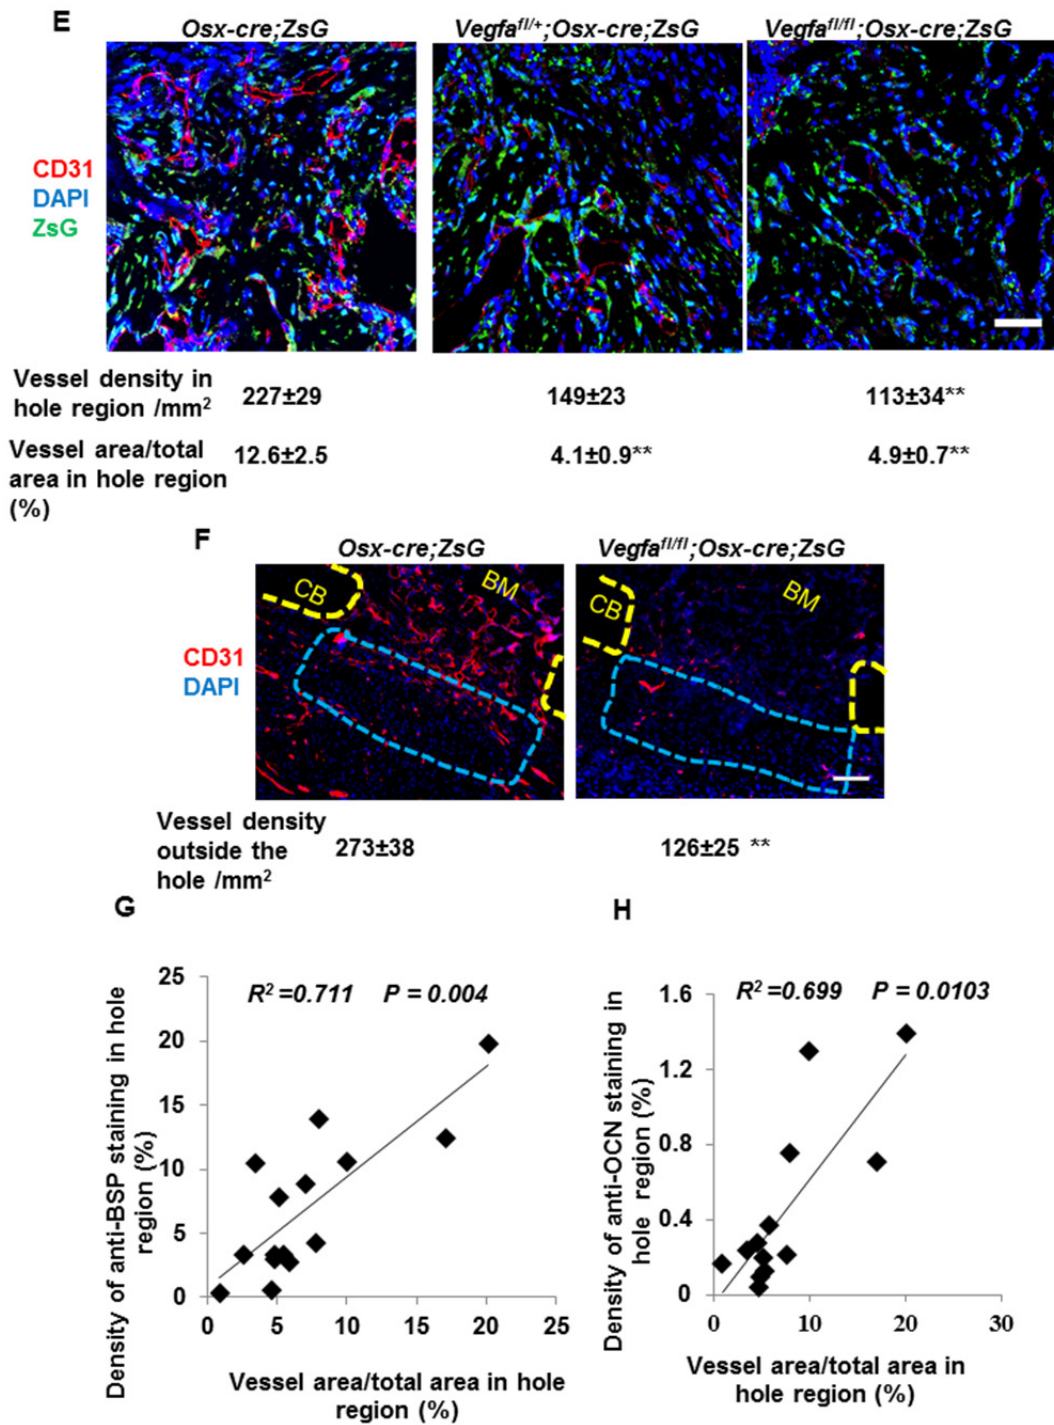 E
Osx-cre;ZsG
Vegfa^fl/+;Osx-cre;ZsG
Vegfa^fl/fl;Osx-cre;ZsG
CD31
DAPI
ZsG
Vessel density in
hole region /mm²
227±29
149±23
113±34**
Vessel area/total
area in hole region
(%)
12.6±2.5
4.1±0.9**
4.9±0.7**
F
Osx-cre;ZsG
Vegfa^fl/fl;Osx-cre;ZsG
CB
BM
CB
BM
CD31
DAPI
Vessel density
outside the
hole /mm²
273±38
126±25 **
G
R² =0.711 P = 0.004
Density of anti-BSP staining in hole
region (%)
25
20
15
10
5
0
0 5 10 15 20 25
Vessel area/total area in hole
region (%)
H
R² =0.699 P = 0.0103
Density of anti-OCN staining in
hole region (%)
1.6
1.2
0.8
0.4
0
0 10 20 30
Vessel area/total area in
hole region (%)